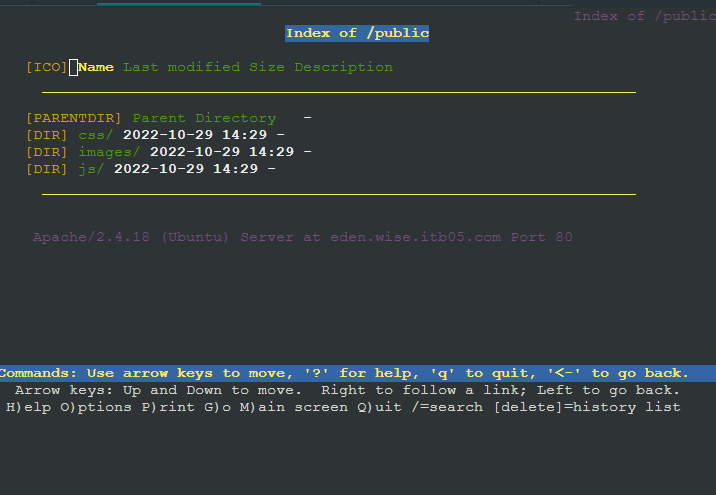 Index of /public
Index of /public
[ICO] Name Last modified Size Description
[PARENTDIR] Parent Directory   -
[DIR] css/ 2022-10-29 14:29 -
[DIR] images/ 2022-10-29 14:29 -
[DIR] js/ 2022-10-29 14:29 -
Apache/2.4.18 (Ubuntu) Server at eden.wise.itb05.com Port 80
Commands: Use arrow keys to move, '?' for help, 'q' to quit, '<-' to go back.
Arrow keys: Up and Down to move.  Right to follow a link; Left to go back.
H)elp O)ptions P)rint G)o M)ain screen Q)uit /=search [delete]=history list